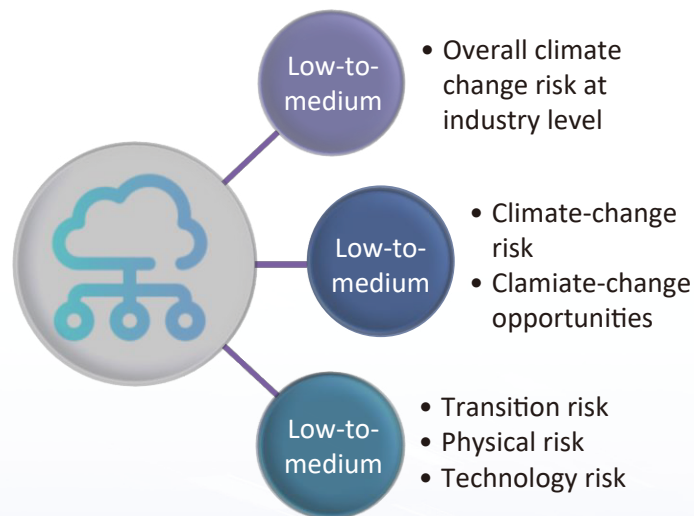 Low-to-
medium
• Overall climate
change risk at
industry level
Low-to-
medium
• Climate-change
risk
• Clamiate-change
opportunities
Low-to-
medium
• Transition risk
• Physical risk
• Technology risk